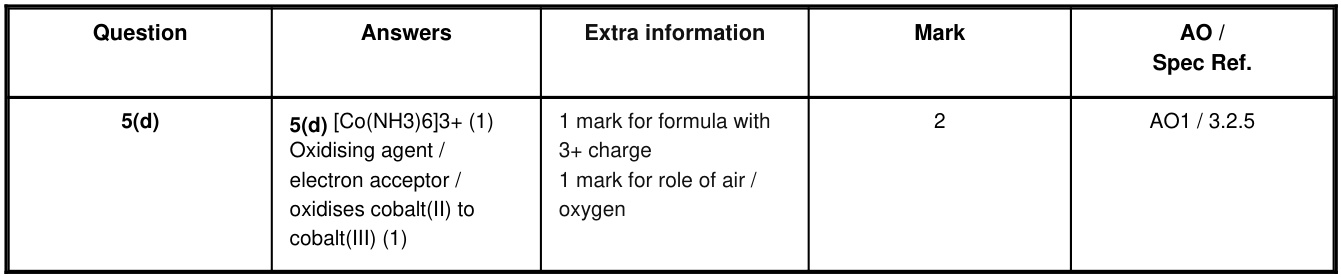 Question Answers Extra information Mark AO /
Spec Ref.
5(d)
5(d) [Co(NH3)6]3+ (1)
Oxidising agent /
electron acceptor /
oxidises cobalt(II) to
cobalt(III) (1)
1 mark for formula with
3+ charge
1 mark for role of air /
oxygen
2
AO1 / 3.2.5